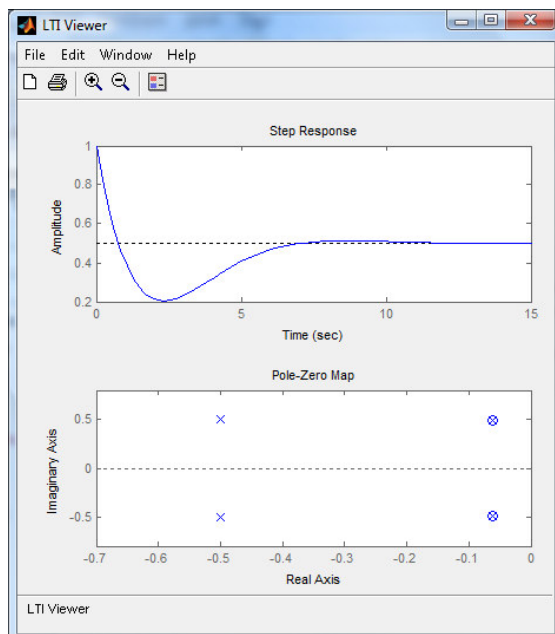 LTI Viewer
File Edit Window Help
Step Response
Amplitude
1
0.8
0.6
0.4
0.2
0 5 10 15
Time (sec)
Pole-Zero Map
Imaginary Axis
0.5
0
-0.5
-0.7 -0.6 -0.5 -0.4 -0.3 -0.2 -0.1 0
Real Axis
LTI Viewer